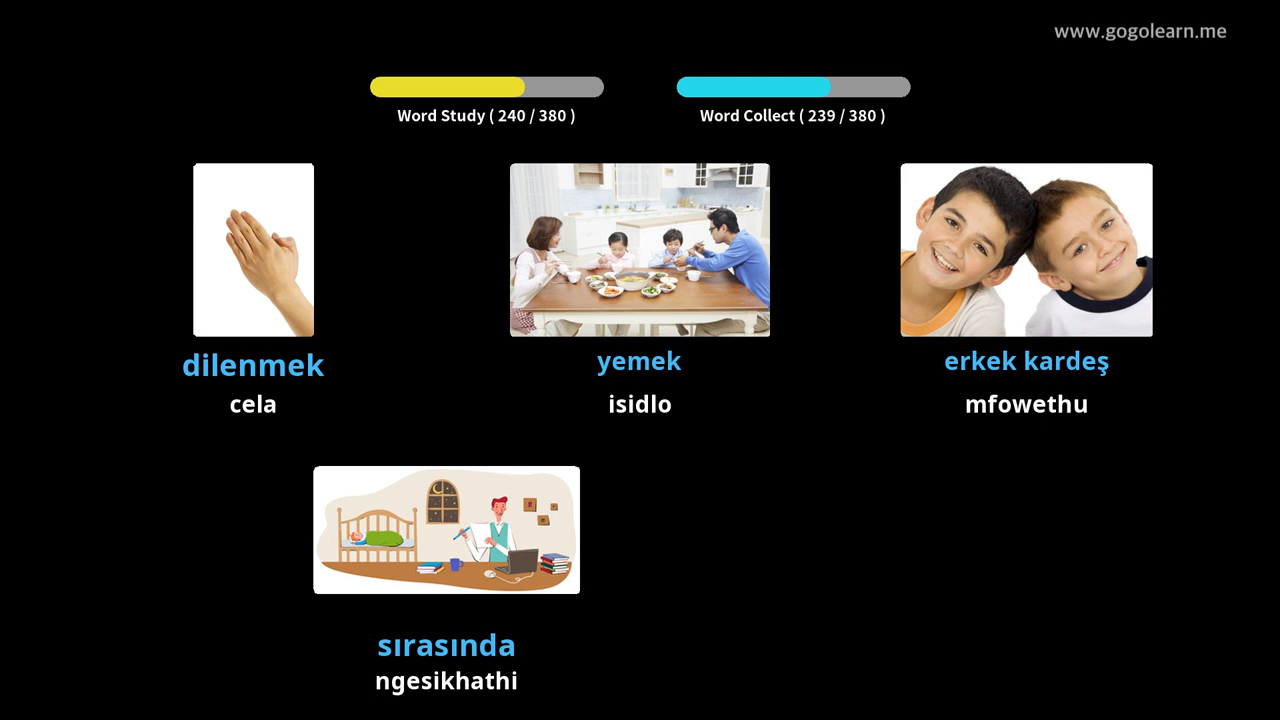 www.gogolearn.me
Word Study ( 240 / 380 )
Word Collect ( 239 / 380 )
dilenmek
cela
yemek
isidlo
erkek kardeş
mfowethu
sırasında
ngesikhathi